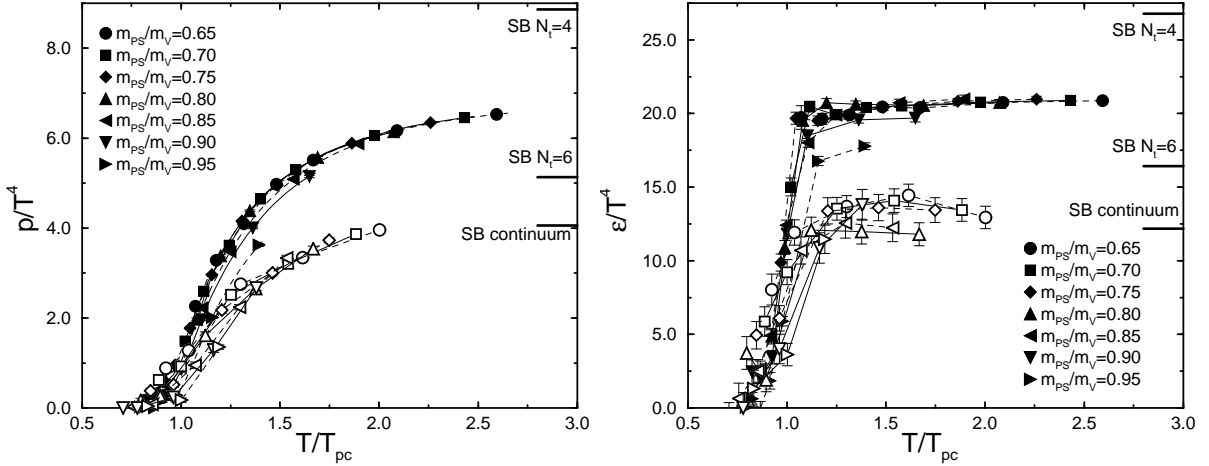 9.0
6.0
3.0
0.0
p/T⁴
m_PS/m_V=0.65
m_PS/m_V=0.70
m_PS/m_V=0.75
m_PS/m_V=0.80
m_PS/m_V=0.85
m_PS/m_V=0.90
m_PS/m_V=0.95
SB N_t=4
SB N_t=6
SB continuum
0.5 1.0 1.5 2.0 2.5 3.0
T/T_pc
25.0
20.0
15.0
10.0
5.0
0.0
ε/T⁴
SB N_t=4
SB N_t=6
SB continuum
m_PS/m_V=0.65
m_PS/m_V=0.70
m_PS/m_V=0.75
m_PS/m_V=0.80
m_PS/m_V=0.85
m_PS/m_V=0.90
m_PS/m_V=0.95
0.5 1.0 1.5 2.0 2.5 3.0
T/T_pc